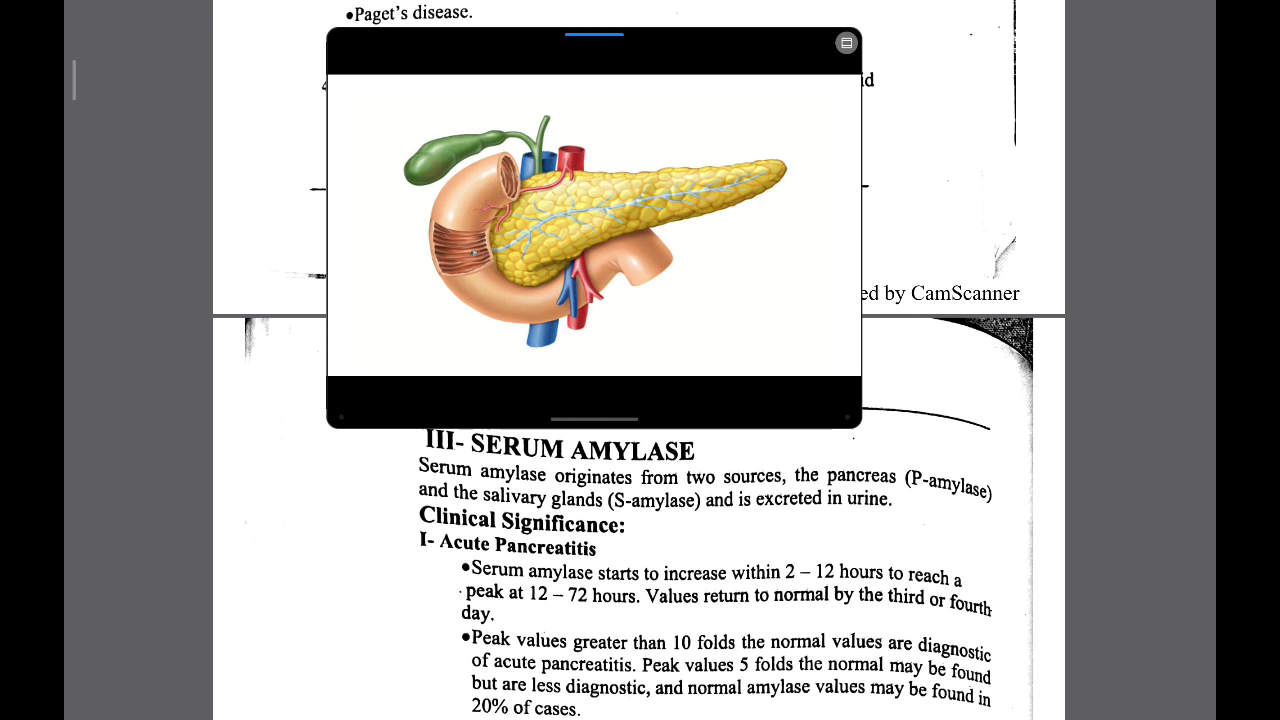 •Paget's disease.
id
ed by CamScanner
III- SERUM AMYLASE
Serum amylase originates from two sources, the pancreas (P-amylase)
and the salivary glands (S-amylase) and is excreted in urine.
Clinical Significance:
I- Acute Pancreatitis
•Serum amylase starts to increase within 2 – 12 hours to reach a
peak at 12 – 72 hours. Values return to normal by the third or fourth
day.
•Peak values greater than 10 folds the normal values are diagnostic
of acute pancreatitis. Peak values 5 folds the normal may be found
but are less diagnostic, and normal amylase values may be found in
20% of cases.